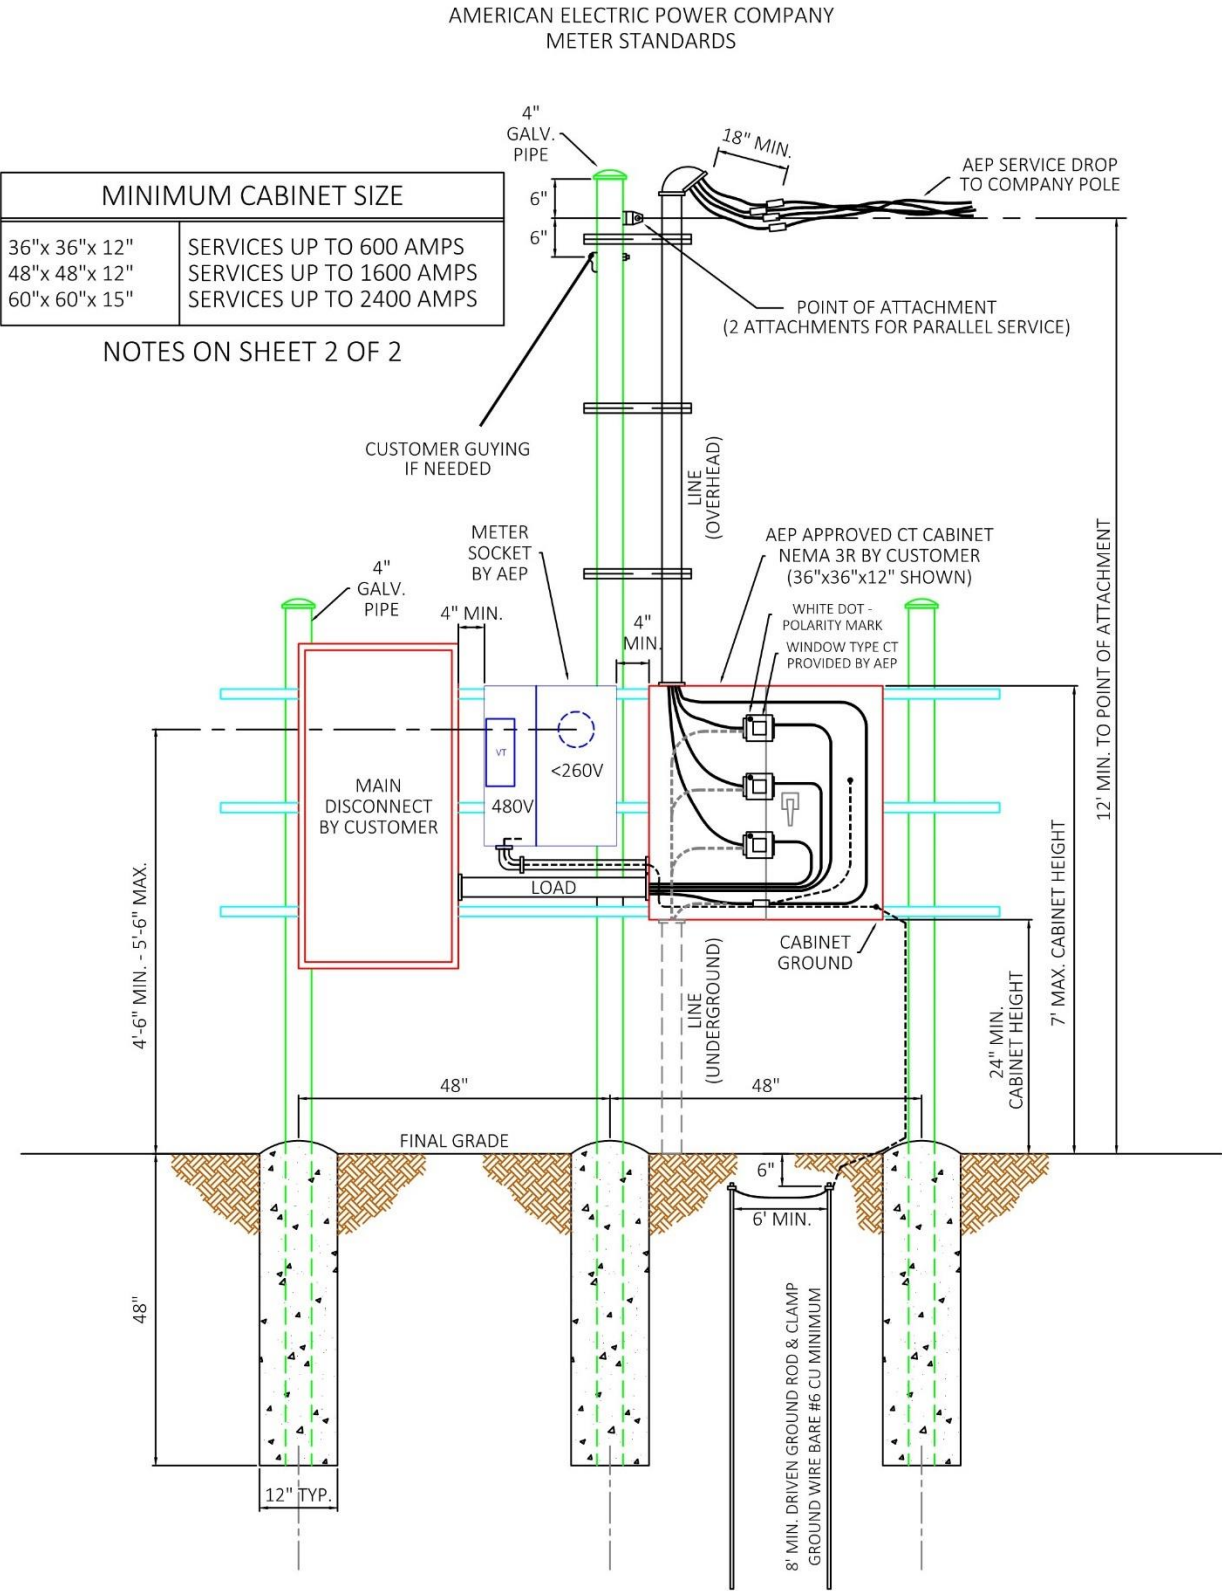 AMERICAN ELECTRIC POWER COMPANY
METER STANDARDS
MINIMUM CABINET SIZE
36"x 36"x 12" SERVICES UP TO 600 AMPS
48"x 48"x 12" SERVICES UP TO 1600 AMPS
60"x 60"x 15" SERVICES UP TO 2400 AMPS
NOTES ON SHEET 2 OF 2
4"
GALV.
PIPE
6"
6"
18" MIN.
AEP SERVICE DROP
TO COMPANY POLE
POINT OF ATTACHMENT
(2 ATTACHMENTS FOR PARALLEL SERVICE)
CUSTOMER GUYING
IF NEEDED
LINE
(OVERHEAD)
METER
SOCKET
BY AEP
AEP APPROVED CT CABINET
NEMA 3R BY CUSTOMER
(36"x36"x12" SHOWN)
4"
GALV.
PIPE
4" MIN.
4"
MIN.
WHITE DOT -
POLARITY MARK
WINDOW TYPE CT
PROVIDED BY AEP
12' MIN. TO POINT OF ATTACHMENT
VT
<260V
480V
MAIN
DISCONNECT
BY CUSTOMER
LOAD
CABINET
GROUND
4'-6" MIN. - 5'-6" MAX.
LINE
(UNDERGROUND)
24" MIN.
CABINET HEIGHT
7' MAX. CABINET HEIGHT
48"
48"
FINAL GRADE
6"
6' MIN.
48"
8' MIN. DRIVEN GROUND ROD & CLAMP
GROUND WIRE BARE #6 CU MINIMUM
12" TYP.